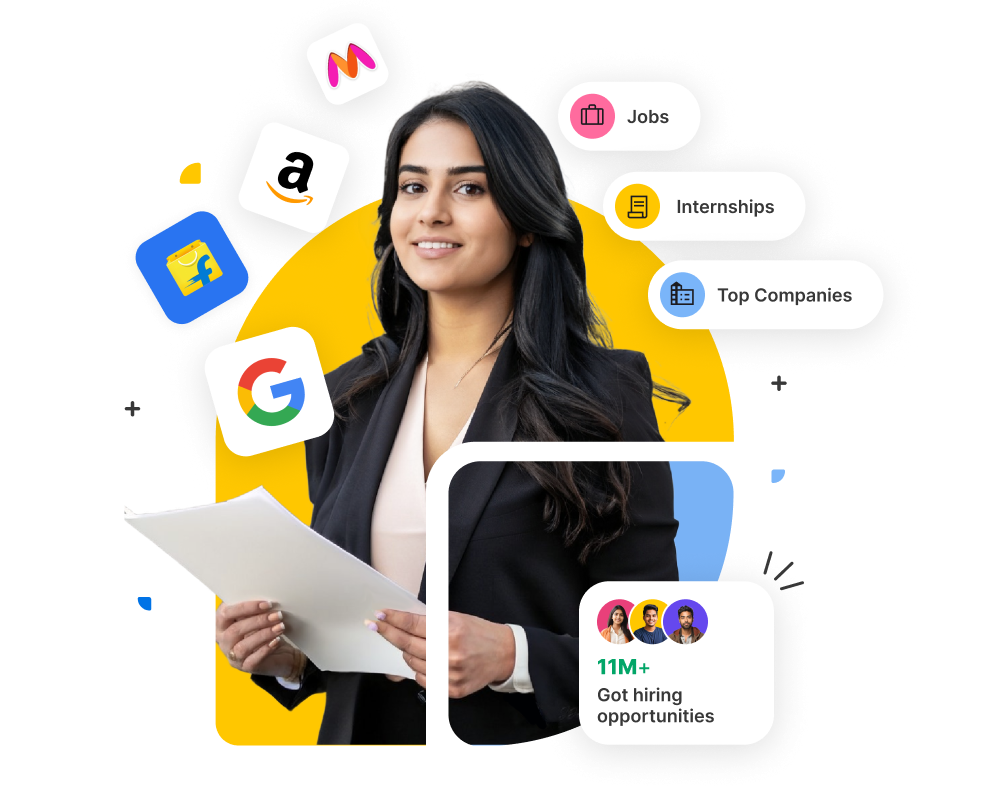 a
Jobs
Internships
f
Top Companies
G
11M+
Got hiring
opportunities